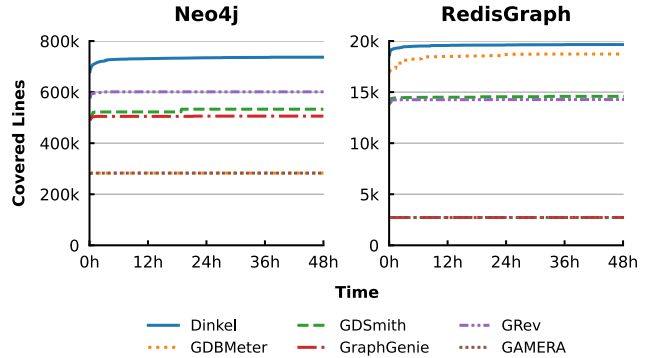 Neo4j
RedisGraph
Covered Lines
800k
600k
400k
200k
0
0h 12h 24h 36h 48h
20k
15k
10k
5k
0
0h 12h 24h 36h 48h
Time
Dinkel GDSmith GRev
GDBMeter GraphGenie GAMERA